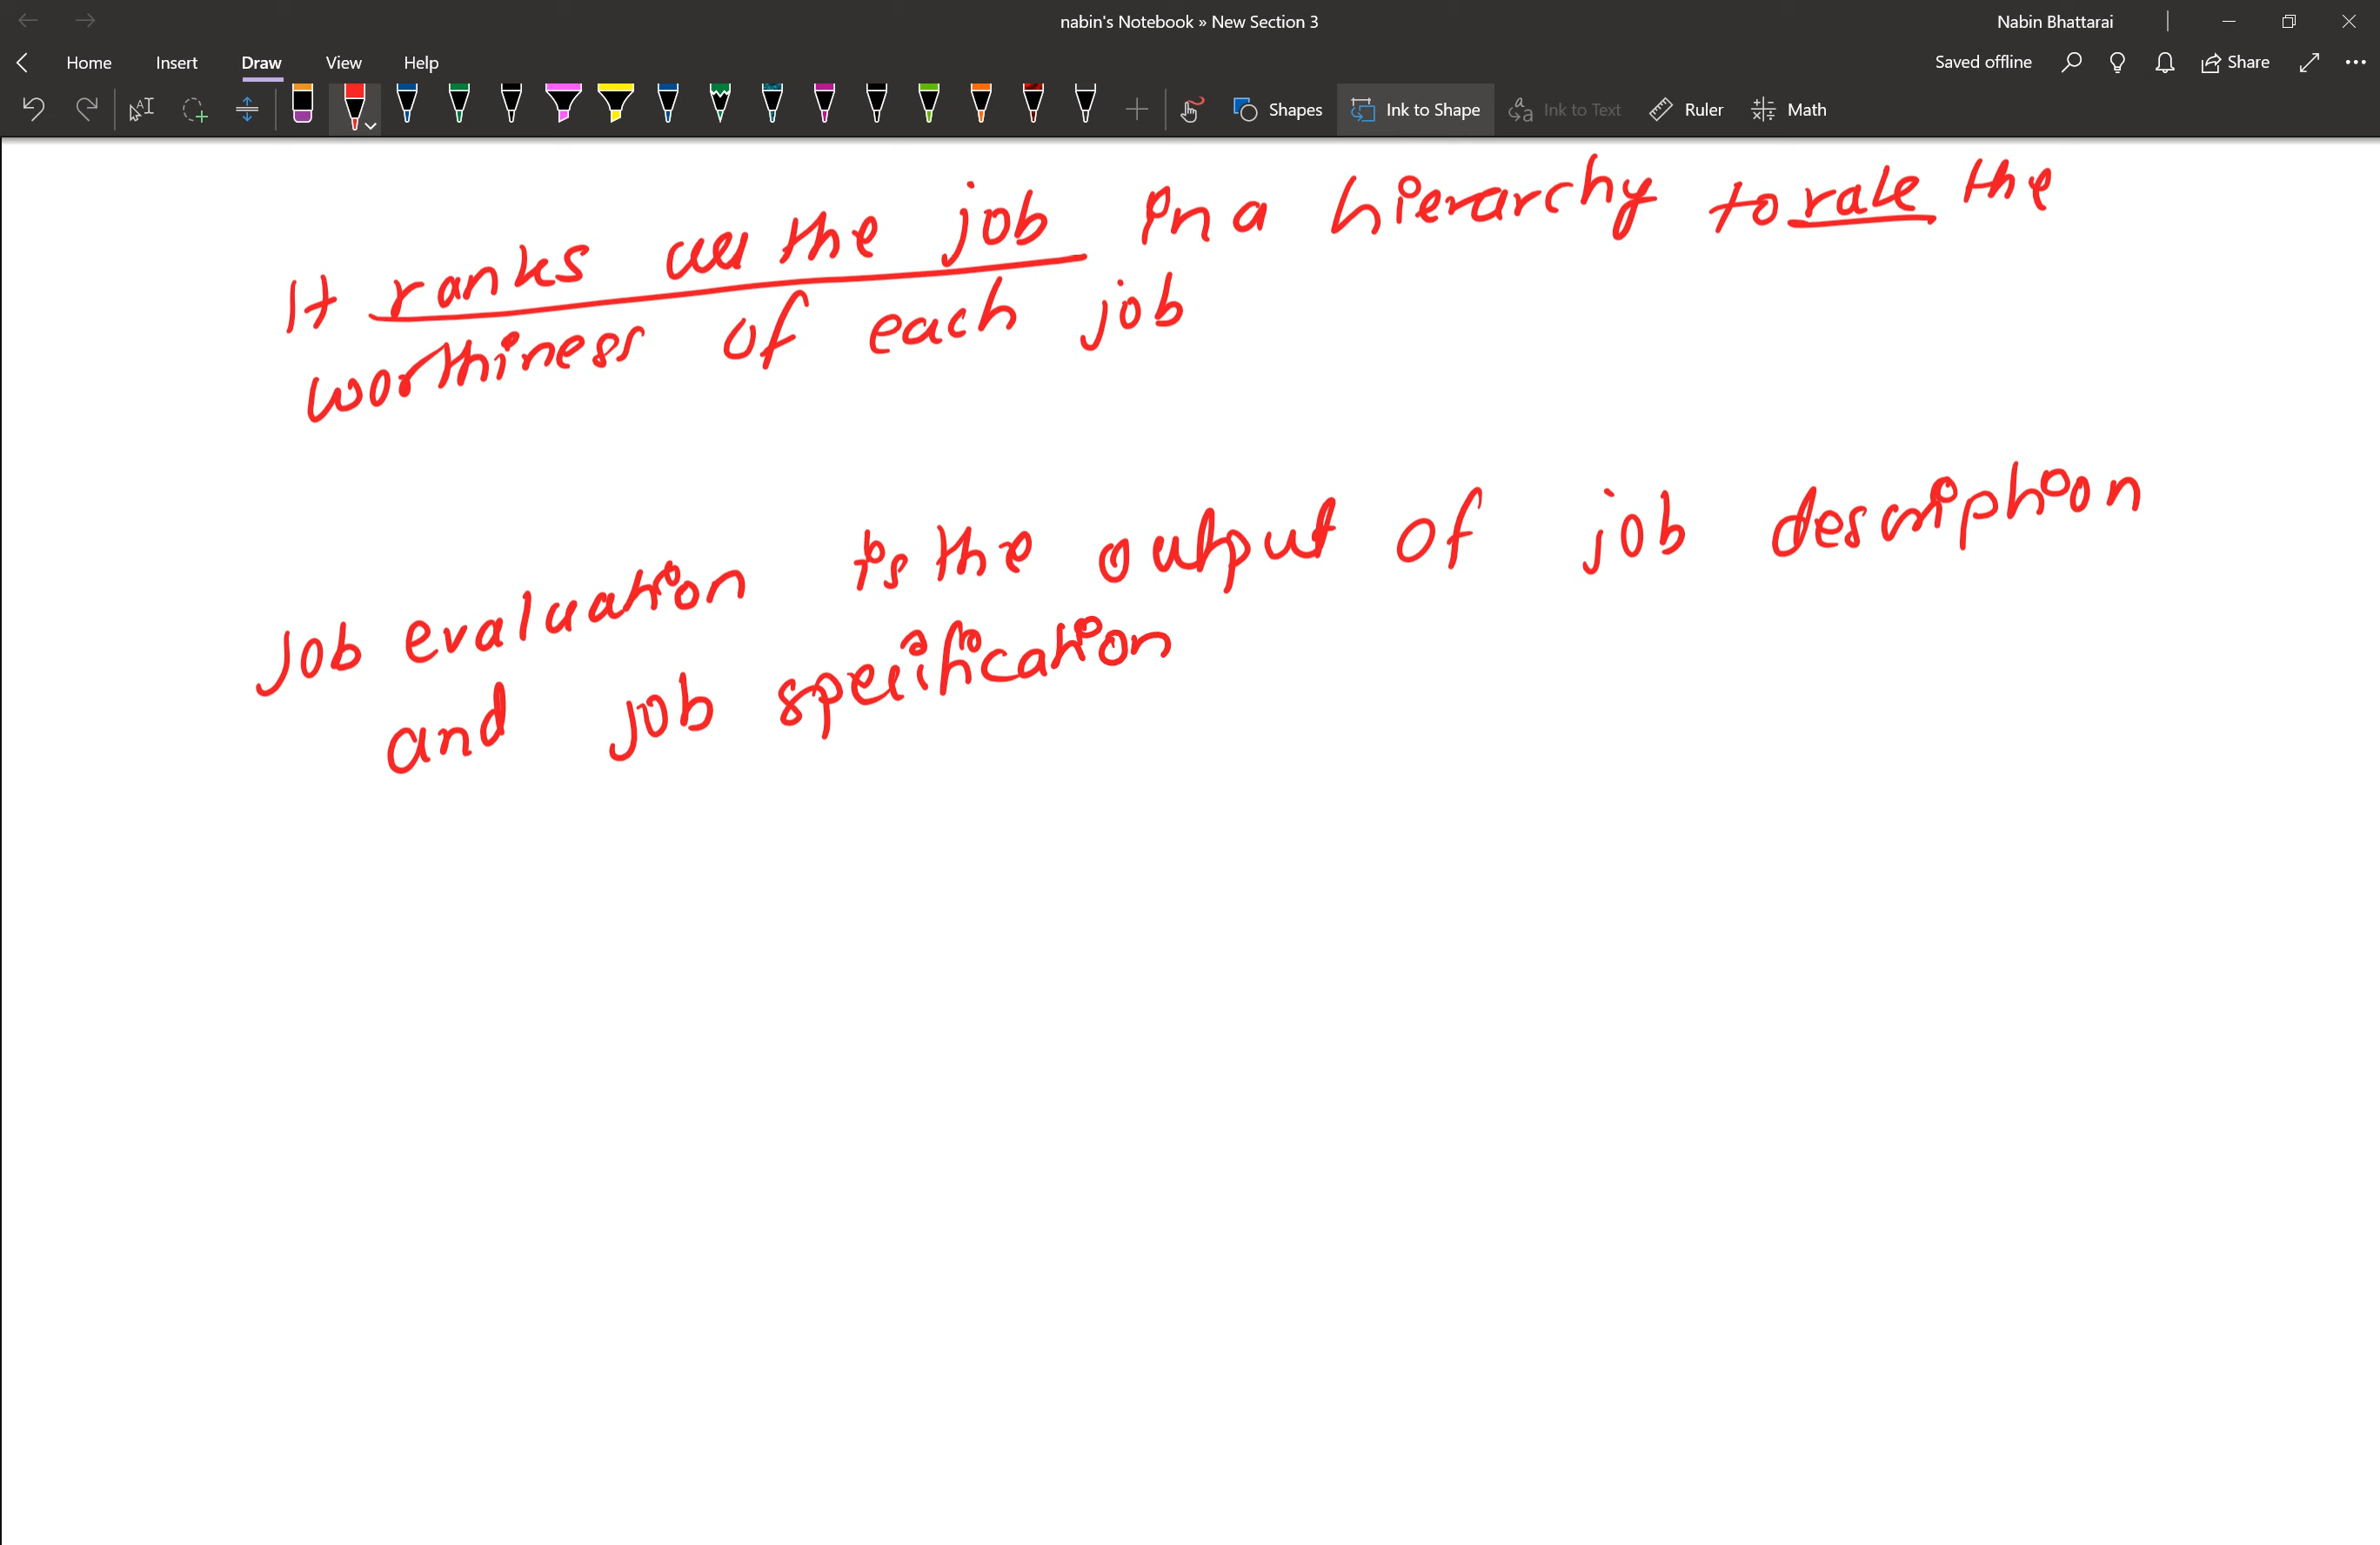 nabin's Notebook » New Section 3
Nabin Bhattarai
Home Insert Draw View Help
Saved offline Share
Shapes Ink to Shape Ink to Text Ruler Math
It ranks all the job in a hierarchy to rate the
worthiness of each job
Job evaluation is the output of job description
and job specification